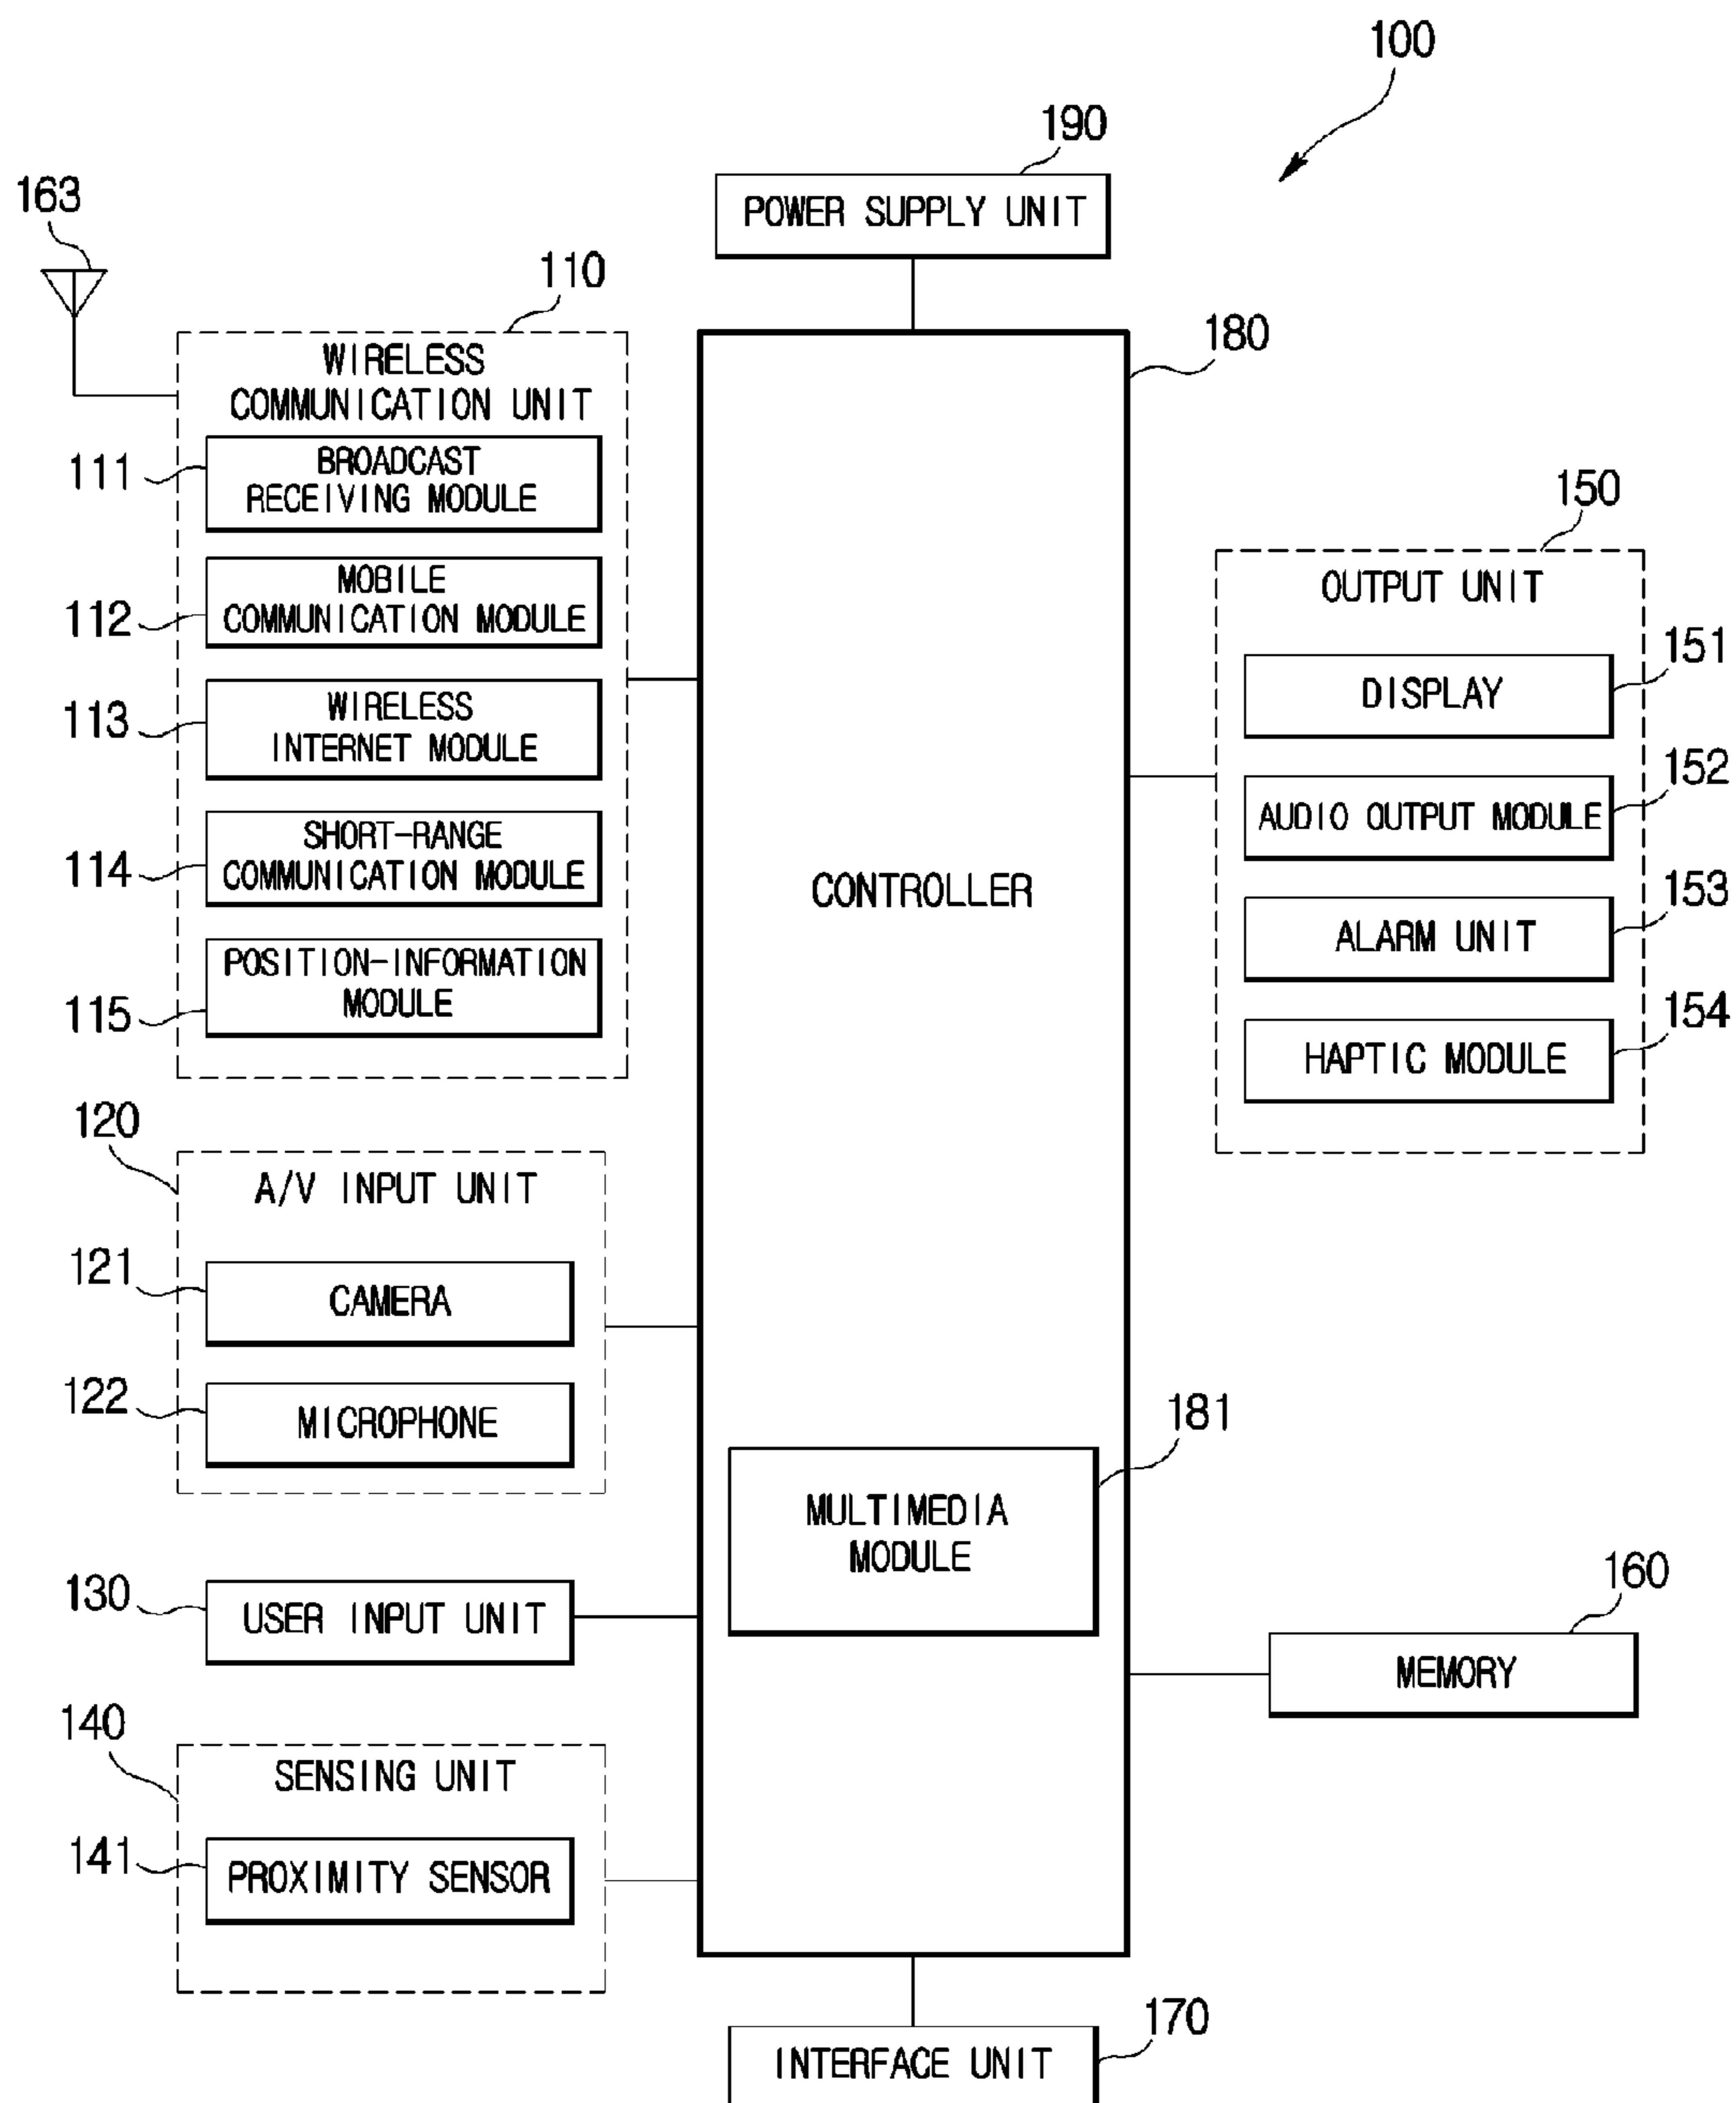 100
190
POWER SUPPLY UNIT
163
110
WIRELESS
COMMUNICATION UNIT
111
BROADCAST
RECEIVING MODULE
112
MOBILE
COMMUNICATION MODULE
113
WIRELESS
INTERNET MODULE
114
SHORT-RANGE
COMMUNICATION MODULE
115
POSITION-INFORMATION
MODULE
120
A/V INPUT UNIT
121
CAMERA
122
MICROPHONE
130
USER INPUT UNIT
140
SENSING UNIT
141
PROXIMITY SENSOR
180
CONTROLLER
181
MULTIMEDIA
MODULE
150
OUTPUT UNIT
151
DISPLAY
152
AUDIO OUTPUT MODULE
153
ALARM UNIT
154
HAPTIC MODULE
160
MEMORY
170
INTERFACE UNIT